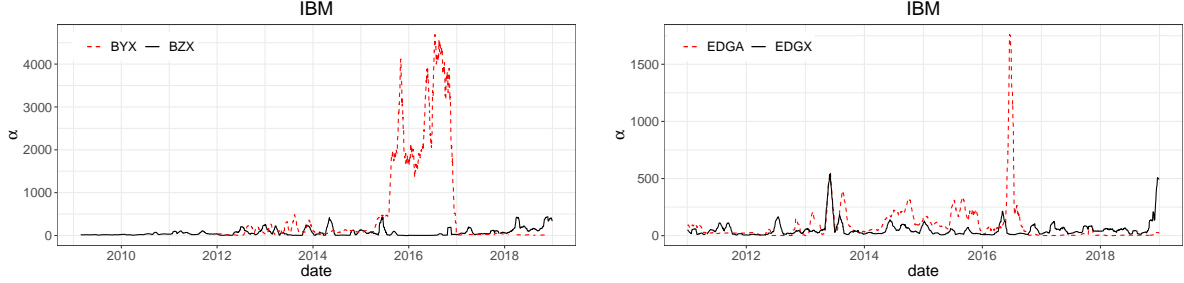 IBM
BYX BZX
4000
3000
2000
1000
0
α
2010 2012 2014 2016 2018
date
IBM
EDGA EDGX
1500
1000
500
0
α
2012 2014 2016 2018
date